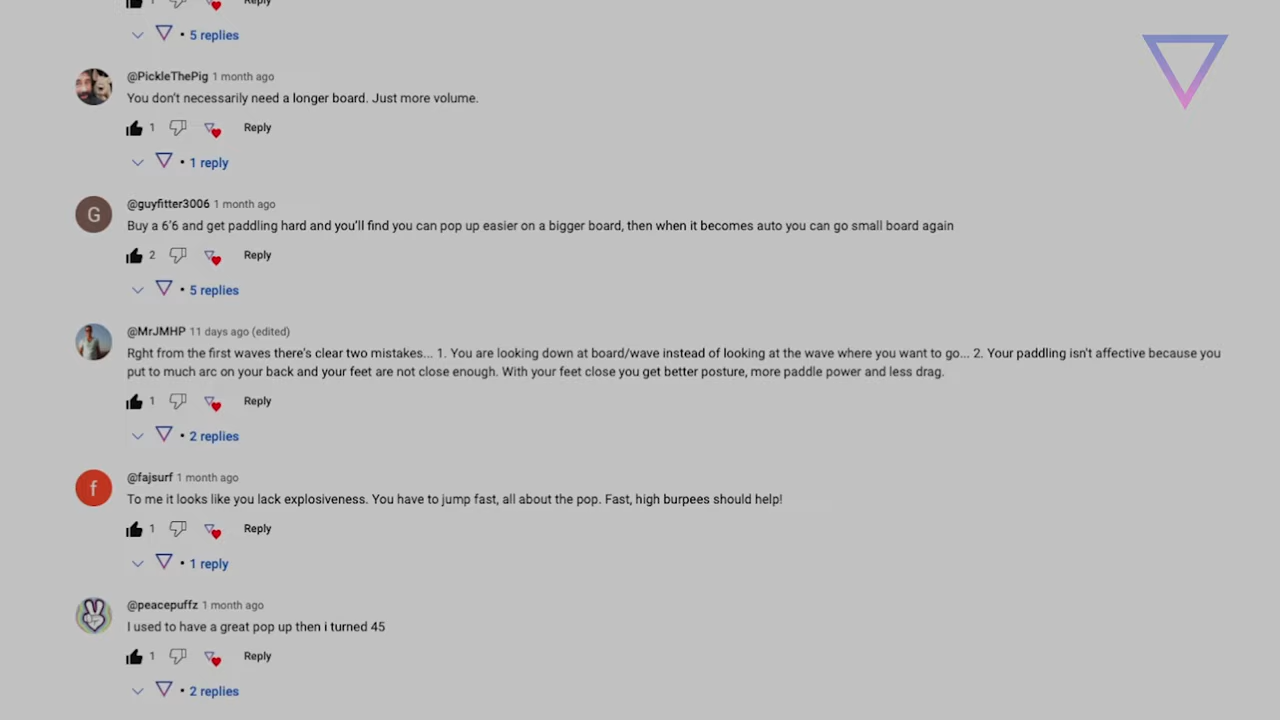 Reply
5 replies
@PickleThePig 1 month ago
You don't necessarily need a longer board. Just more volume.
1 Reply
1 reply
G
@guyfitter3006 1 month ago
Buy a 6'6 and get paddling hard and you'll find you can pop up easier on a bigger board, then when it becomes auto you can go small board again
2 Reply
5 replies
@MrJMHP 11 days ago (edited)
Rght from the first waves there's clear two mistakes... 1. You are looking down at board/wave instead of looking at the wave where you want to go... 2. Your paddling isn't affective because you
put to much arc on your back and your feet are not close enough. With your feet close you get better posture, more paddle power and less drag.
1 Reply
2 replies
f
@fajsurf 1 month ago
To me it looks like you lack explosiveness. You have to jump fast, all about the pop. Fast, high burpees should help!
1 Reply
1 reply
@peacepuffz 1 month ago
I used to have a great pop up then i turned 45
1 Reply
2 replies